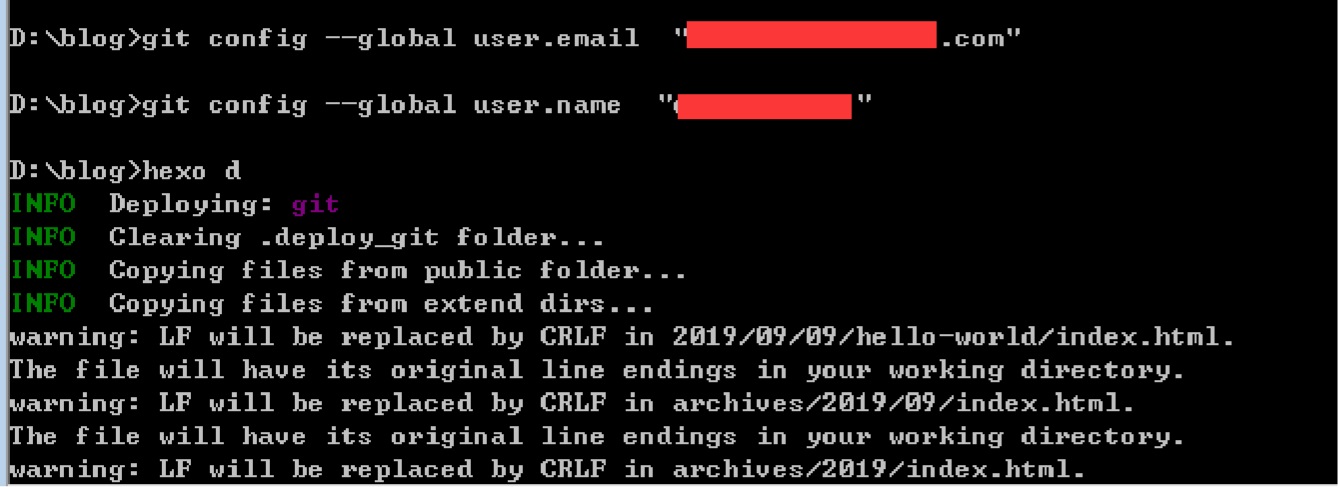 D:\blog>git config --global user.email  " .com"
D:\blog>git config --global user.name  " "
D:\blog>hexo d
INFO  Deploying: git
INFO  Clearing .deploy_git folder...
INFO  Copying files from public folder...
INFO  Copying files from extend dirs...
warning: LF will be replaced by CRLF in 2019/09/09/hello-world/index.html.
The file will have its original line endings in your working directory.
warning: LF will be replaced by CRLF in archives/2019/09/index.html.
The file will have its original line endings in your working directory.
warning: LF will be replaced by CRLF in archives/2019/index.html.